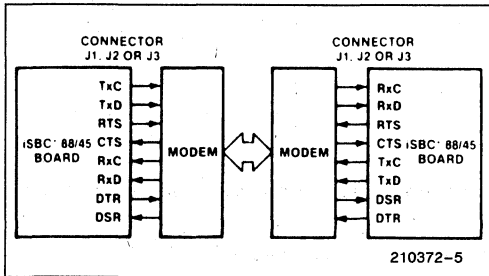 CONNECTOR
J1, J2 OR J3
CONNECTOR
J1, J2 OR J3
TxC
TxD
RTS
CTS
RxC
RxD
DTR
DSR
iSBC' 88/45
BOARD
MODEM
MODEM
RxC
RxD
RTS
CTS
TxC
TxD
DSR
DTR
iSBC' 88/45
BOARD
210372-5